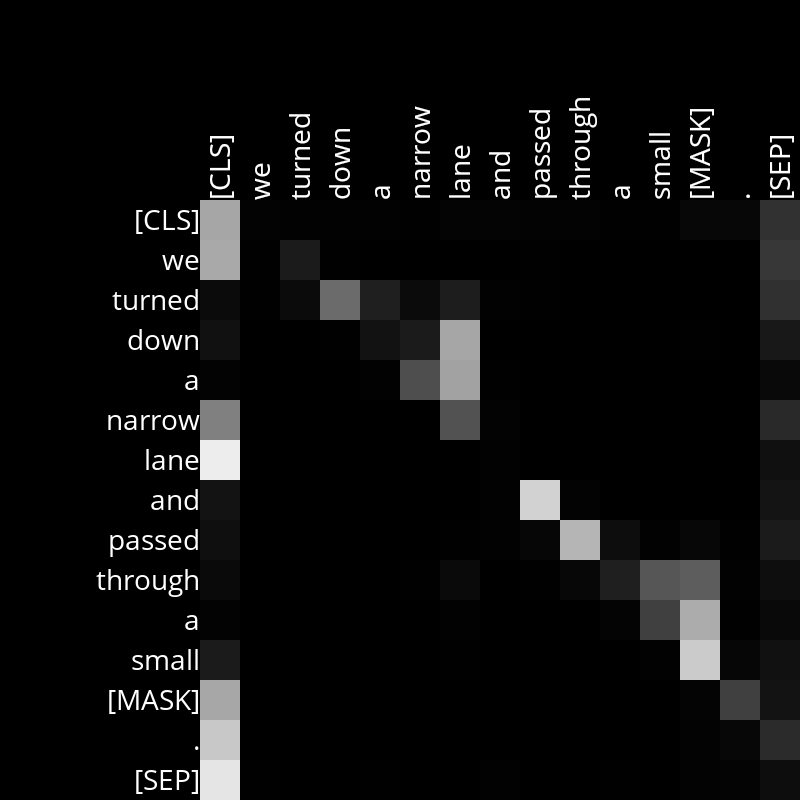 [CLS] we turned down a narrow lane and passed through a small [MASK] . [SEP]
[CLS]
we
turned
down
a
narrow
lane
and
passed
through
a
small
[MASK]
.
[SEP]